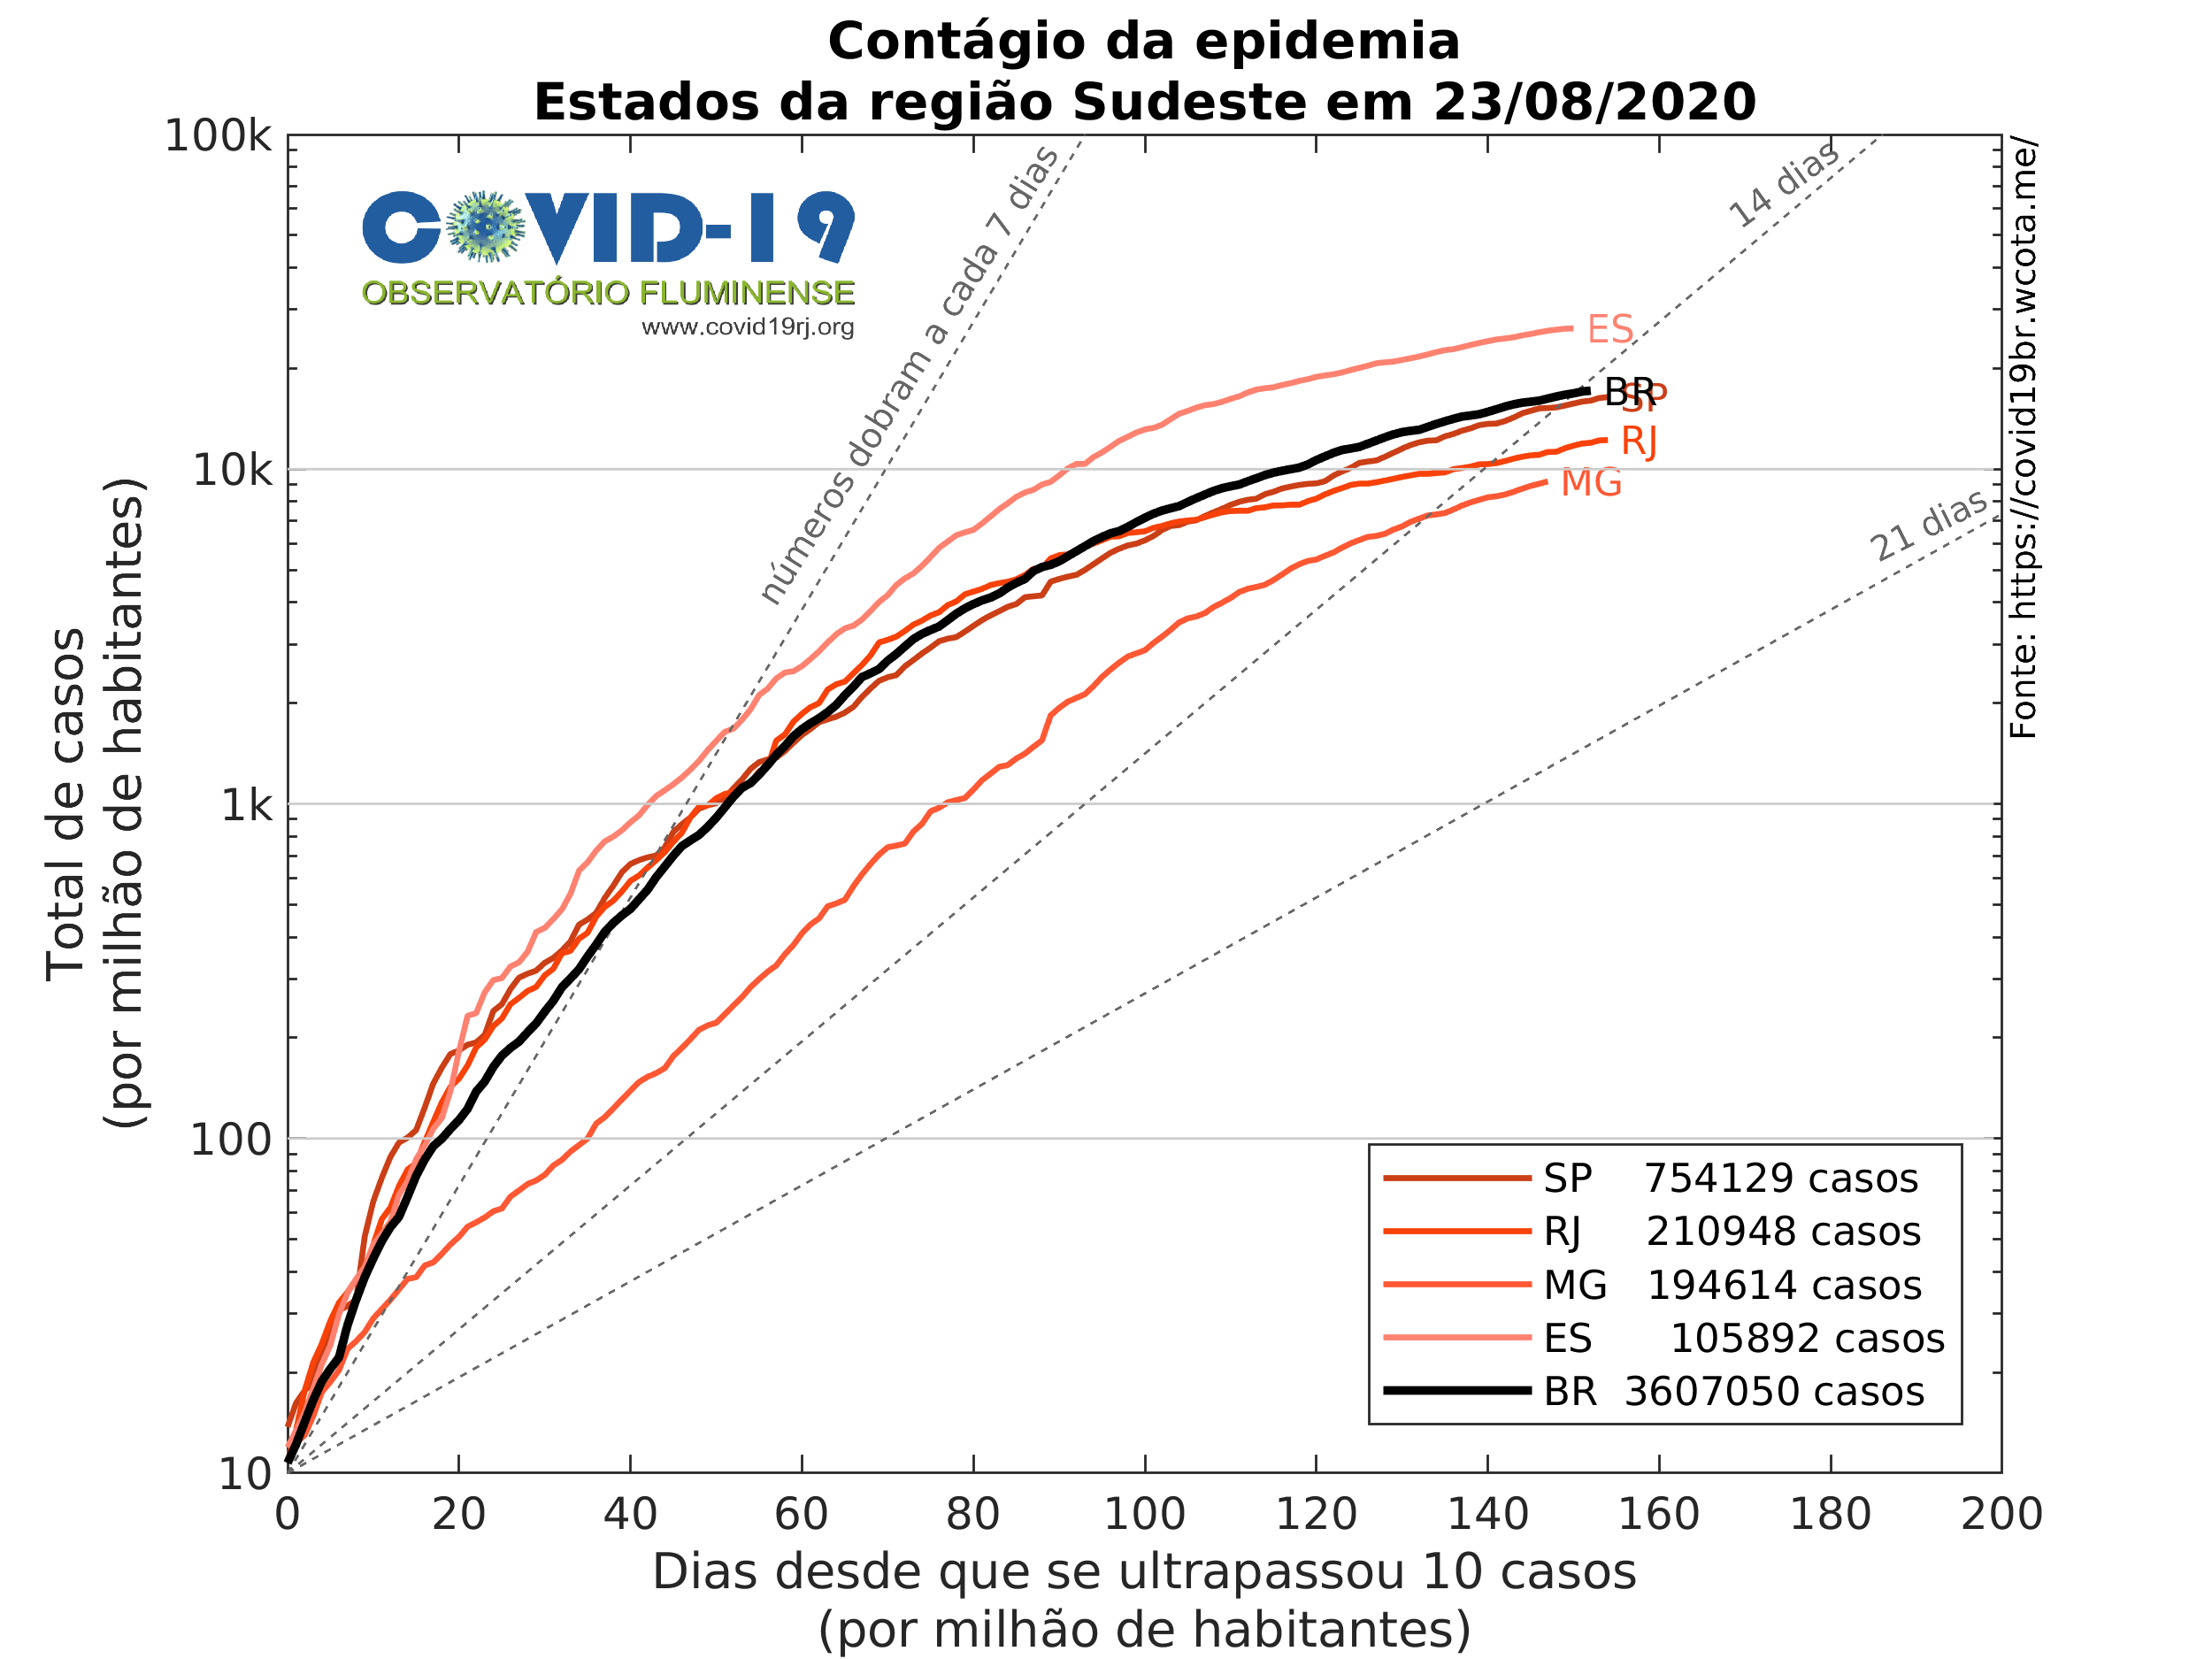 Contágio da epidemia
Estados da região Sudeste em 23/08/2020
100k
10k
1k
100
10
Total de casos
(por milhão de habitantes)
COVID-19
OBSERVATÓRIO FLUMINENSE
www.covid19rj.org
números dobram a cada 7 dias
14 dias
21 dias
ES
BR
SP
RJ
MG
Fonte: https://covid19br.wcota.me/
SP 754129 casos
RJ 210948 casos
MG 194614 casos
ES 105892 casos
BR 3607050 casos
0 20 40 60 80 100 120 140 160 180 200
Dias desde que se ultrapassou 10 casos
(por milhão de habitantes)